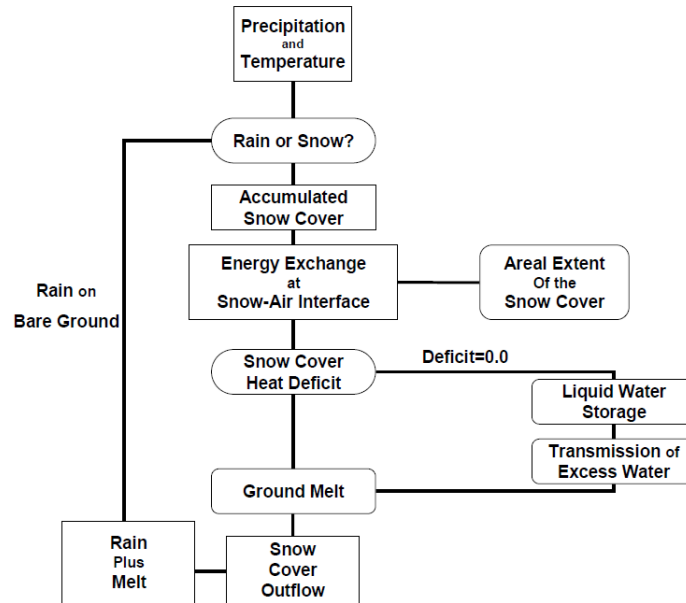 Precipitation
and
Temperature
Rain or Snow?
Accumulated
Snow Cover
Energy Exchange
at
Snow-Air Interface
Areal Extent
Of the
Snow Cover
Rain on
Bare Ground
Snow Cover
Heat Deficit
Deficit=0.0
Liquid Water
Storage
Transmission of
Excess Water
Ground Melt
Rain
Plus
Melt
Snow
Cover
Outflow